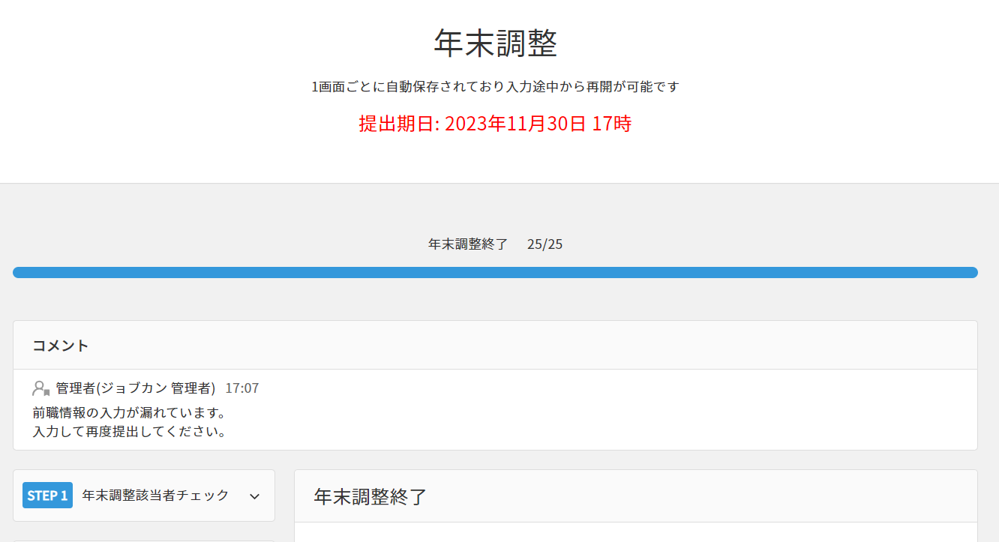 年末調整
1画面ごとに自動保存されており入力途中から再開が可能です
提出期日: 2023年11月30日 17時
年末調整終了 25/25
コメント
管理者(ジョブカン 管理者) 17:07
前職情報の入力が漏れています。
入力して再度提出してください。
STEP 1 年末調整該当者チェック
年末調整終了